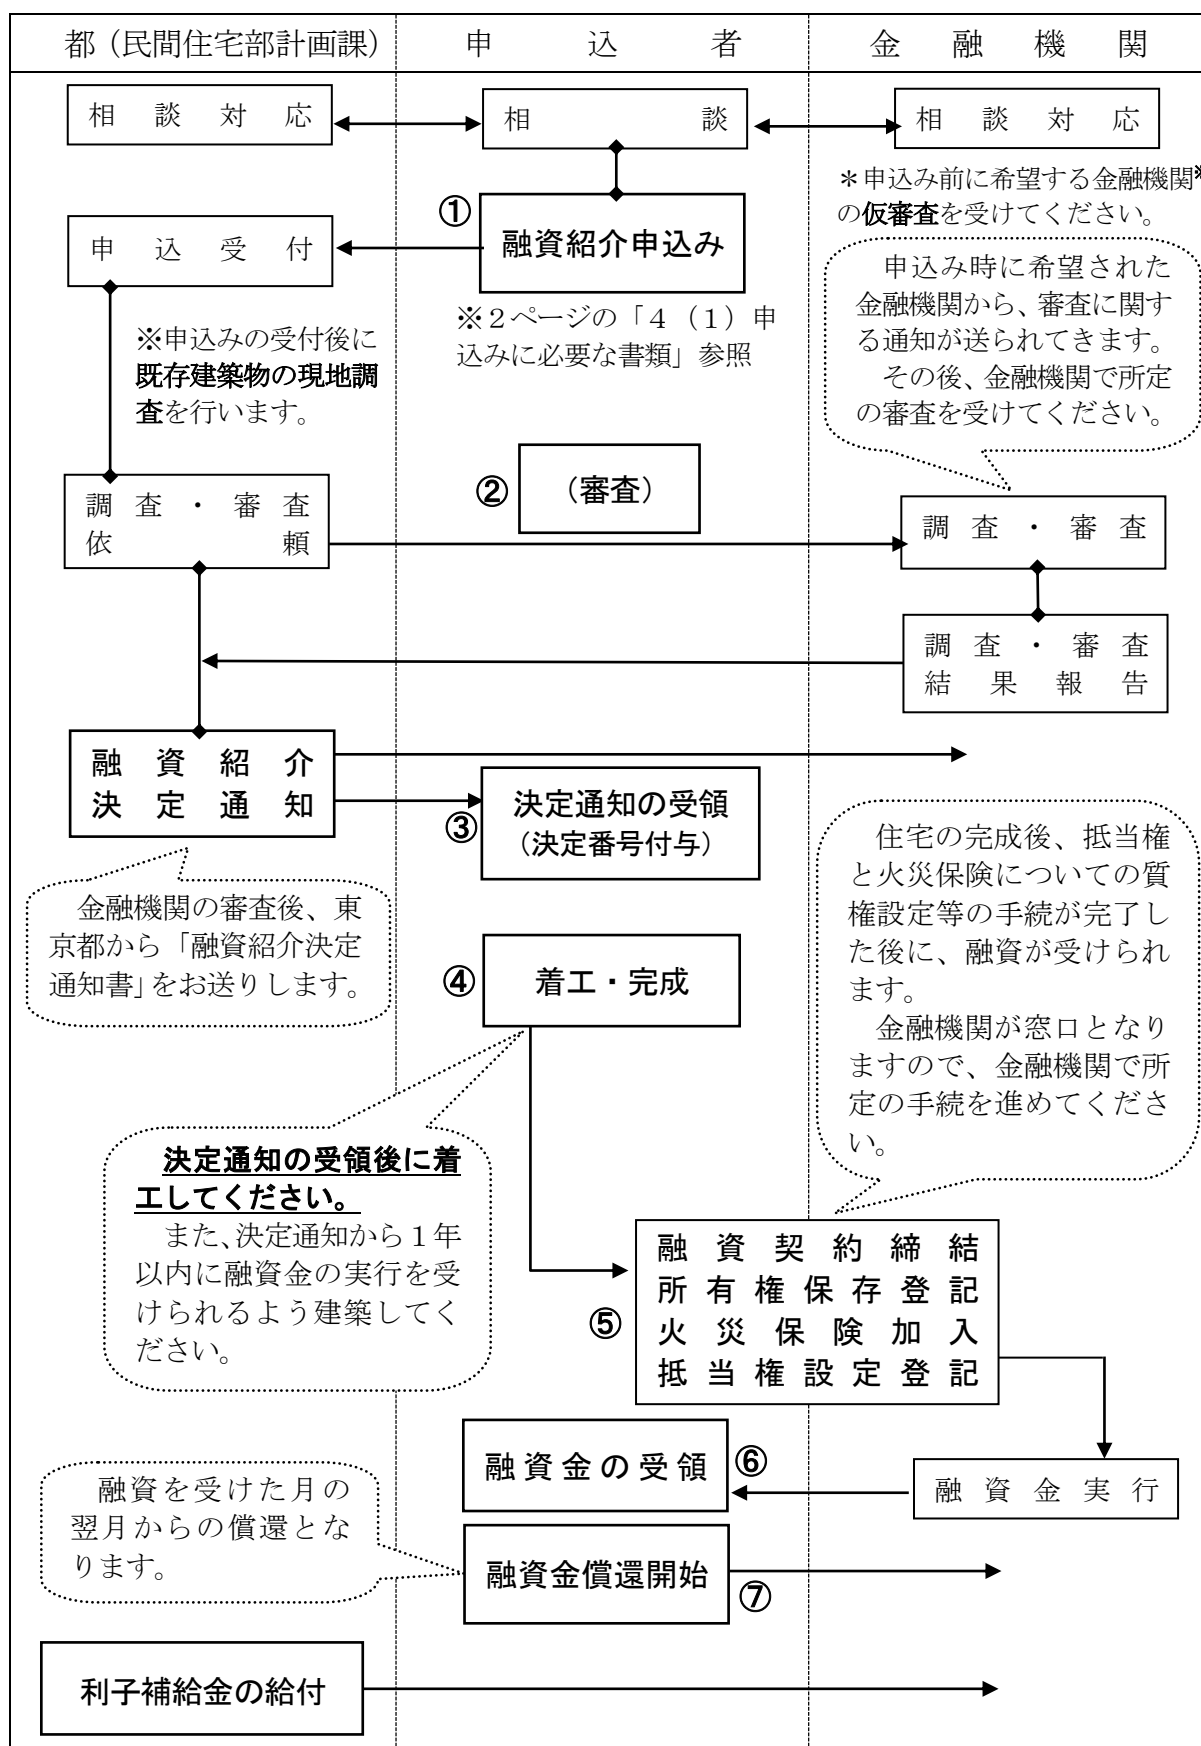 都（民間住宅部計画課）
申込者
金融機関
相談対応
相談
相談対応
＊申込み前に希望する金融機関*
の仮審査を受けてください。
①
融資紹介申込み
申込受付
※２ページの「４（１）申
込みに必要な書類」参照
申込み時に希望された
金融機関から、審査に関す
る通知が送られてきます。
その後、金融機関で所定
の審査を受けてください。
※申込みの受付後に
既存建築物の現地調
査を行います。
②
（審査）
調査・審査
依頼
調査・審査
調査・審査
結果報告
融資紹介
決定通知
③
決定通知の受領
（決定番号付与）
金融機関の審査後、東
京都から「融資紹介決定
通知書」をお送りします。
住宅の完成後、抵当権
と火災保険についての質
権設定等の手続が完了し
た後に、融資が受けられ
ます。
金融機関が窓口となり
ますので、金融機関で所
定の手続を進めてくださ
い。
④
着工・完成
決定通知の受領後に着
工してください。
また、決定通知から１年
以内に融資金の実行を受
けられるよう建築してく
ださい。
⑤
融資契約締結
所有権保存登記
火災保険加入
抵当権設定登記
融資金の受領
⑥
融資金実行
融資を受けた月の
翌月からの償還とな
ります。
融資金償還開始
⑦
利子補給金の給付